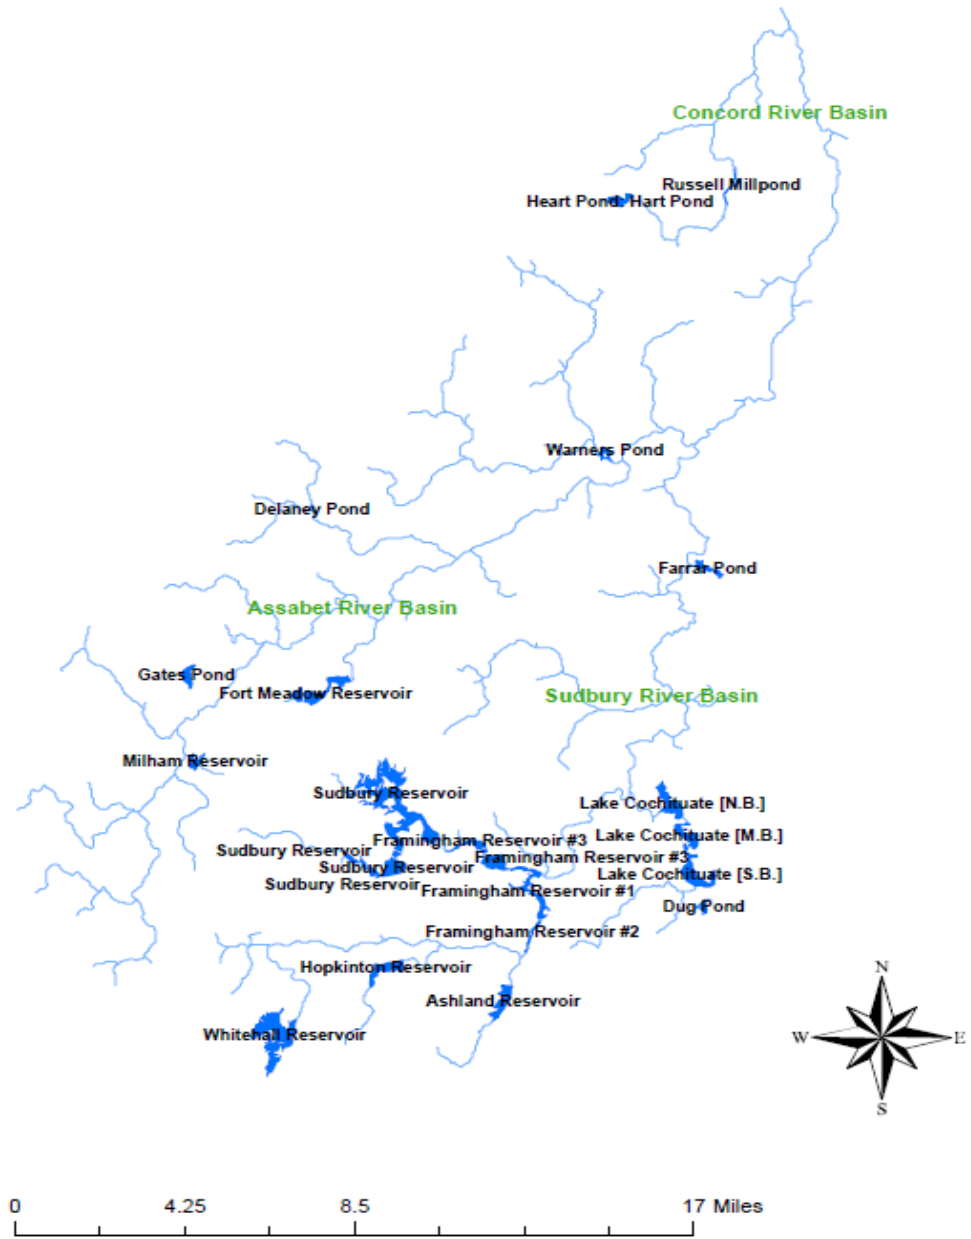 Concord River Basin
Russell Millpond
Heart Pond. Hart Pond
Warners Pond
Delaney Pond
Farrar Pond
Assabet River Basin
Gates Pond
Fort Meadow Reservoir
Sudbury River Basin
Milham Reservoir
Sudbury Reservoir
Lake Cochituate [N.B.]
Lake Cochituate [M.B.]
Framingham Reservoir #3
Sudbury Reservoir
Framingham Reservoir #3
Sudbury Reservoir
Lake Cochituate [S.B.]
Sudbury Reservoir
Framingham Reservoir #1
Dug Pond
Framingham Reservoir #2
Hopkinton Reservoir
Ashland Reservoir
Whitehall Reservoir
N
W
E
S
0 4.25 8.5 17 Miles